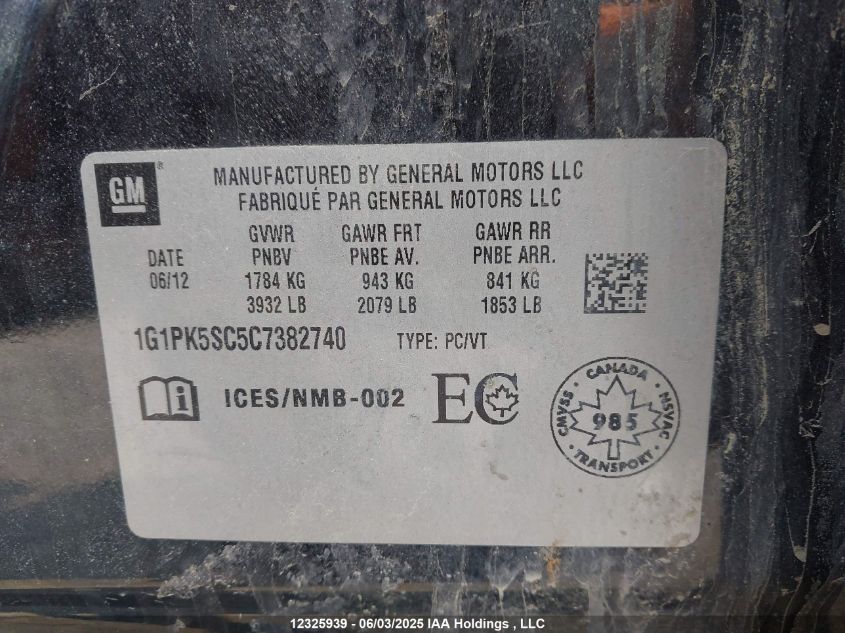 GM ®
MANUFACTURED BY GENERAL MOTORS LLC
FABRIQUÉ PAR GENERAL MOTORS LLC
GVWR GAWR FRT GAWR RR
DATE PNBV PNBE AV. PNBE ARR.
06/12 1784 KG 943 KG 841 KG
3932 LB 2079 LB 1853 LB
1G1PK5SC5C7382740 TYPE: PC/VT
i ICES/NMB-002 EC
CANADA
CMVSS 985 NSVAC
TRANSPORT
12325939 - 06/03/2025 IAA Holdings , LLC